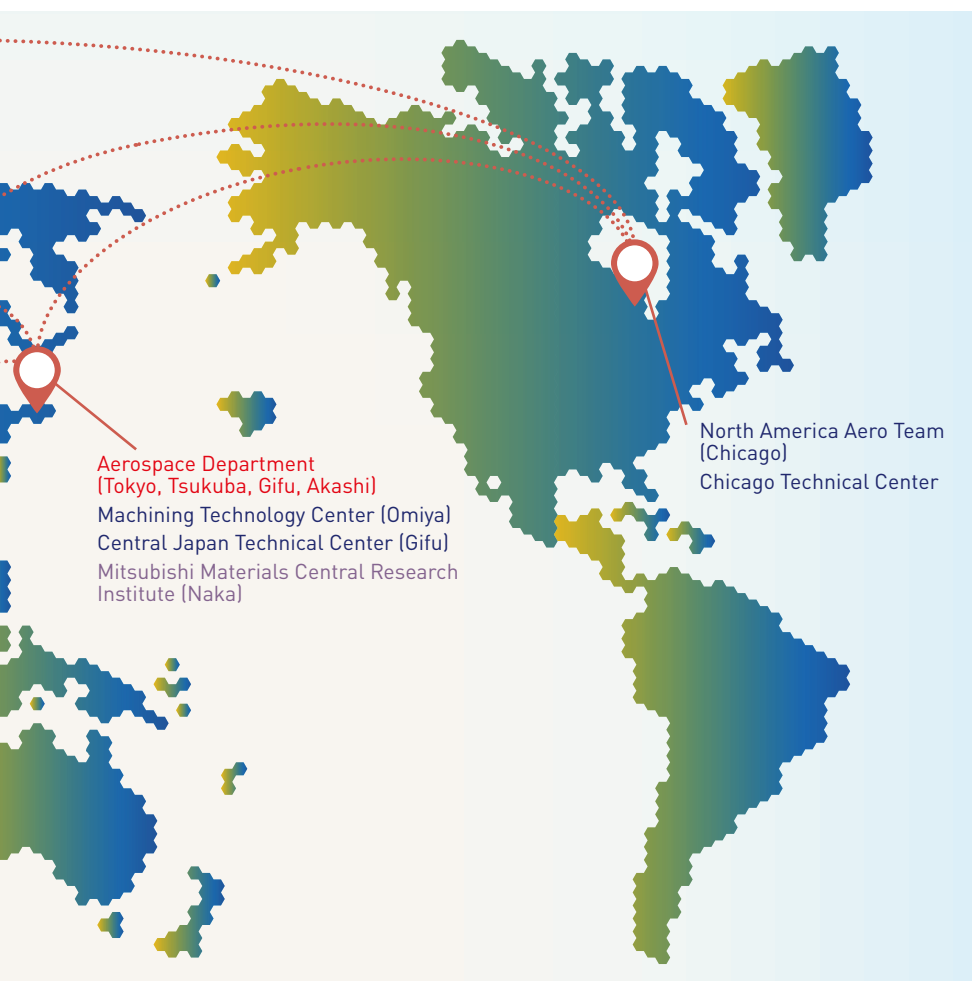 Aerospace Department
(Tokyo, Tsukuba, Gifu, Akashi)
Machining Technology Center (Omiya)
Central Japan Technical Center (Gifu)
Mitsubishi Materials Central Research
Institute (Naka)
North America Aero Team
(Chicago)
Chicago Technical Center